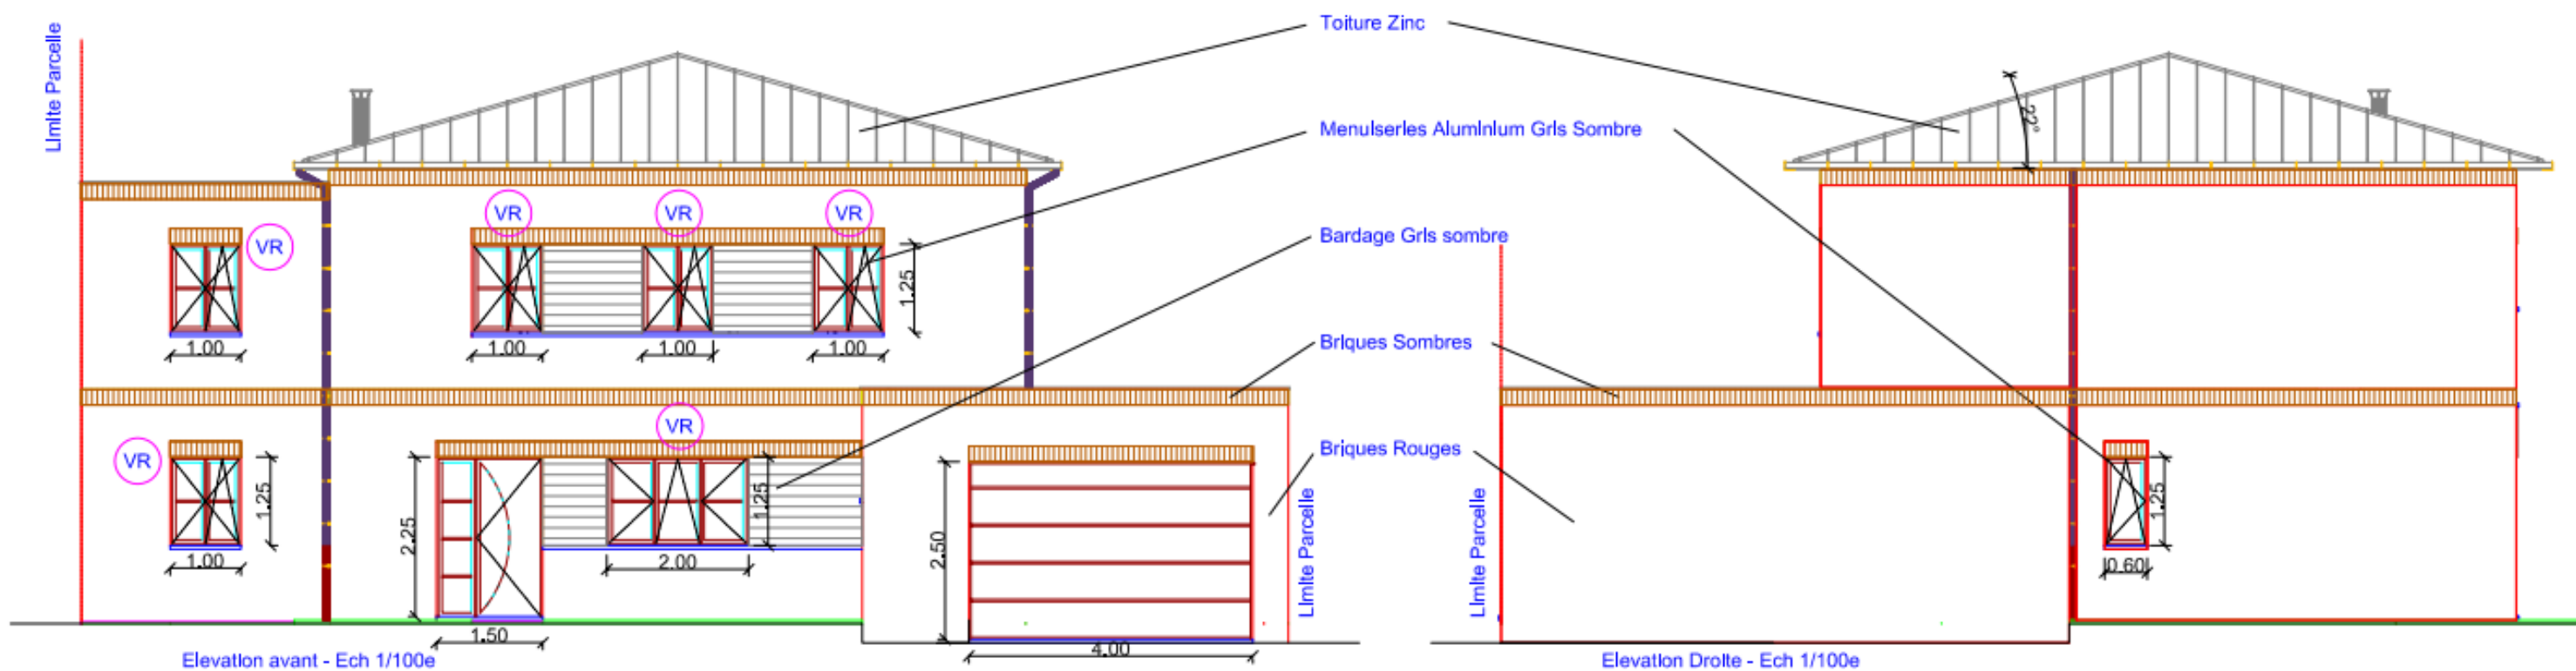 Limite Parcelle
Toiture Zinc
Menuiseries Aluminium Gris Sombre
Bardage Gris sombre
Briques Sombres
Briques Rouges
22°
VR
VR
VR
VR
1.25
1.00
1.00
1.00
1.00
VR
VR
1.25
1.00
2.25
1.50
1.25
2.00
2.50
4.00
Limite Parcelle
Limite Parcelle
1.25
0.60
Elevation avant - Ech 1/100e
Elevation Droite - Ech 1/100e